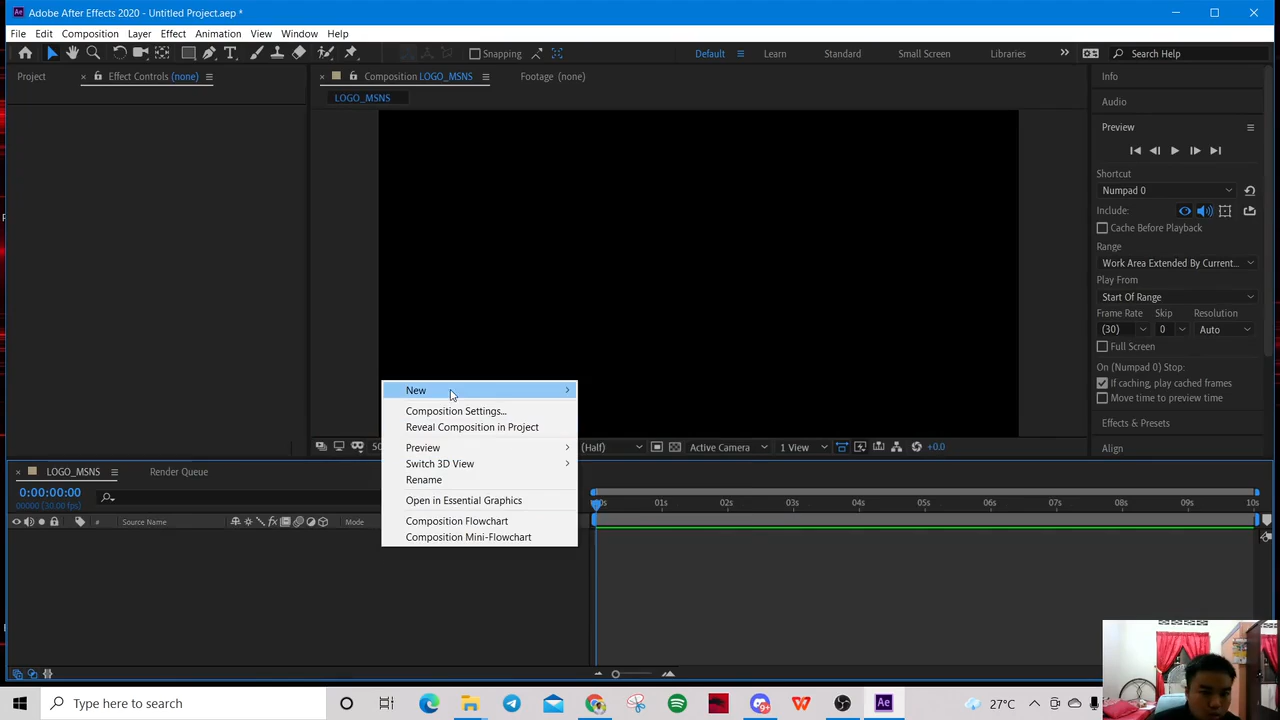 Adobe After Effects 2020 - Untitled Project.aep *
File Edit Composition Layer Effect Animation View Window Help
Snapping Default Learn Standard Small Screen Libraries Search Help
Project Effect Controls (none) Composition LOGO_MSNS Footage (none)
LOGO_MSNS
Info
Audio
Preview
Shortcut
Numpad 0
Include:
Cache Before Playback
Range
Work Area Extended By Current...
Play From
Start Of Range
Frame Rate Skip Resolution
(30) 0 Auto
Full Screen
On (Numpad 0) Stop:
If caching, play cached frames
Move time to preview time
Effects & Presets
Align
New
Composition Settings...
Reveal Composition in Project
Preview
Switch 3D View
Rename
Open in Essential Graphics
Composition Flowchart
Composition Mini-Flowchart
(Half) Active Camera 1 View +0.0
LOGO_MSNS Render Queue
0:00:00:00
00000 (30.00 fps)
01s 02s 03s 04s 05s 06s 07s 08s 09s 10s
# Source Name Mode
Type here to search
27°C